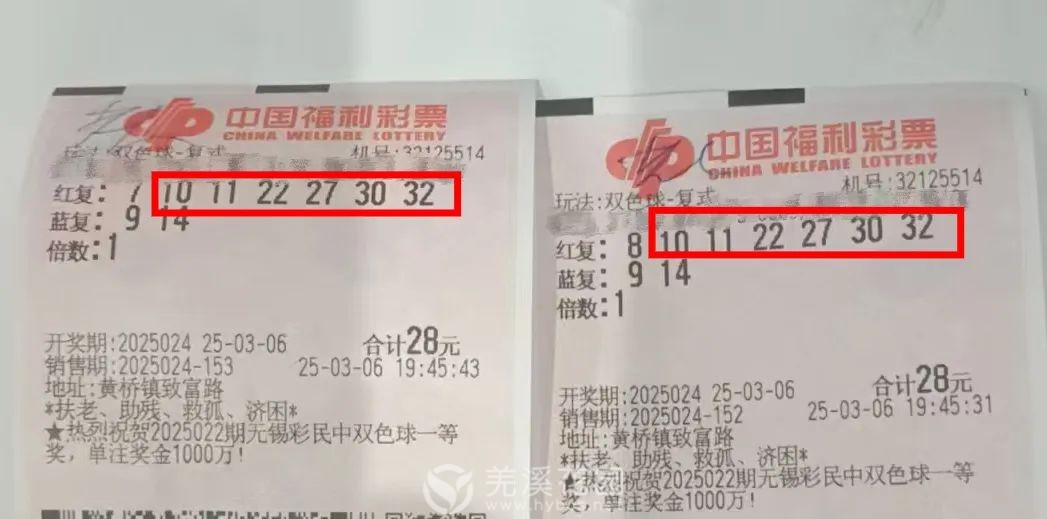 中国福利彩票
CHINA WELFARE LOTTERY
玩法:双色球-复式 机号:32125514
红复: 7 10 11 22 27 30 32
蓝复: 9 14
倍数:1
开奖期:2025024 25-03-06 合计28元
销售期:2025024-153 25-03-06 19:45:43
地址:黄桥镇致富路
*扶老、助残、救孤、济困*
★热烈祝贺2025022期无锡彩民中双色球一等
奖,单注奖金1000万!
中国福利彩票
CHINA WELFARE LOTTERY
机号:32125514
玩法:双色球-复式
红复: 8 10 11 22 27 30 32
蓝复: 9 14
倍数:1
开奖期:2025024 25-03-06 合计28元
销售期:2025024-152 25-03-06 19:45:31
地址:黄桥镇致富路
*扶老、助残、救孤、济困*
★热烈祝贺2025022期无锡彩民中双色球一等
奖,单注奖金1000万!